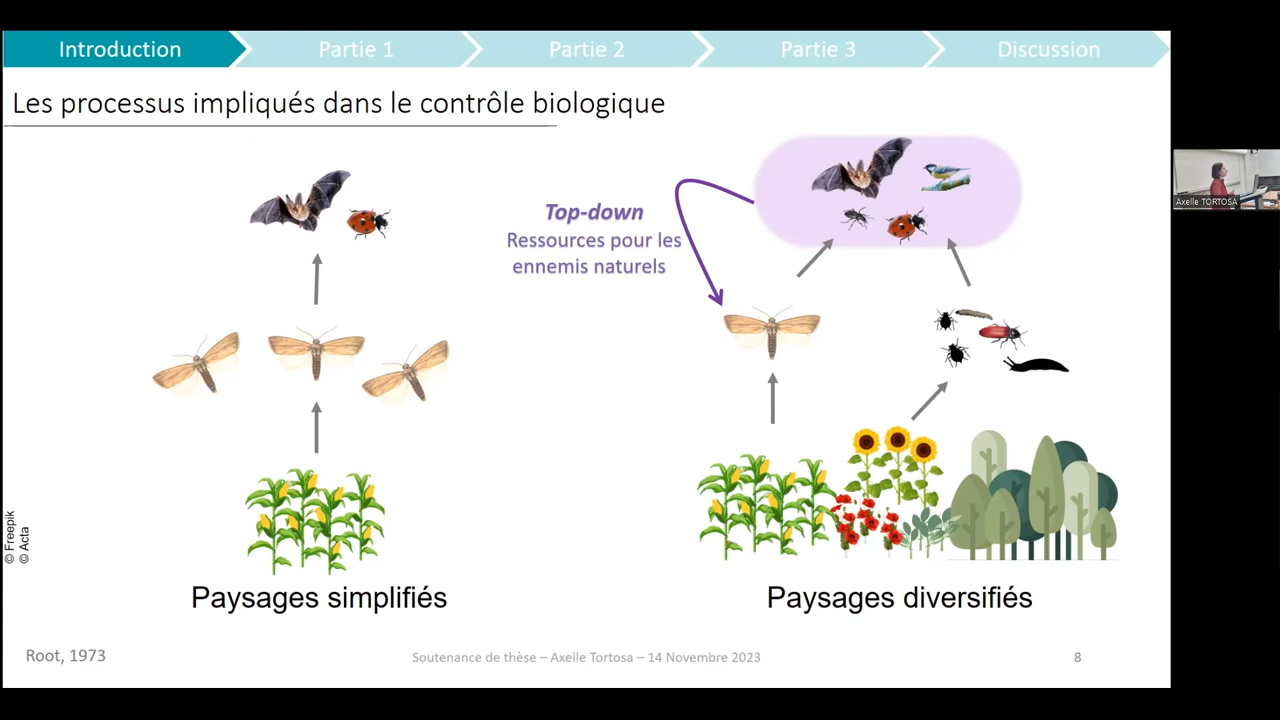 Introduction
Partie 1
Partie 2
Partie 3
Discussion
Les processus impliqués dans le contrôle biologique
Top-down
Ressources pour les
ennemis naturels
Axelle TORTOSA
© Freepik
© Acta
Paysages simplifiés
Paysages diversifiés
Root, 1973
Soutenance de thèse – Axelle Tortosa – 14 Novembre 2023
8